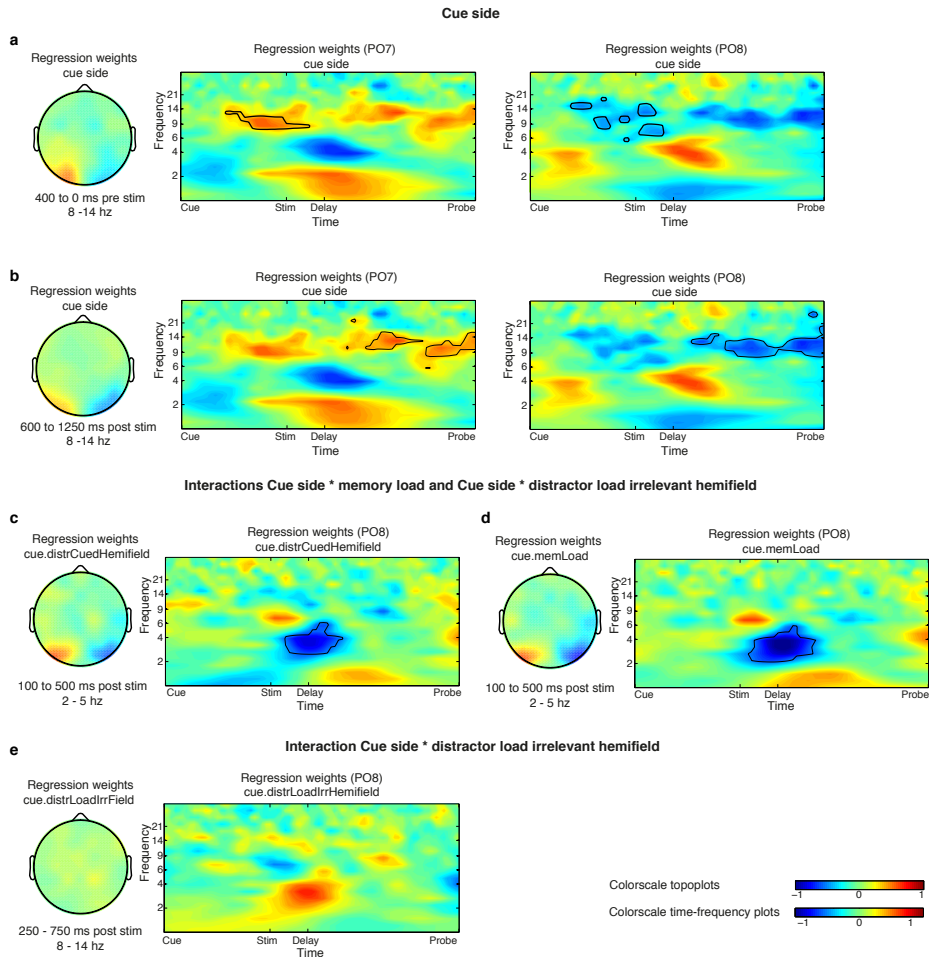 Cue side
a
Regression weights
cue side
400 to 0 ms pre stim
8 -14 hz
Regression weights (PO7)
cue side
Frequency
21
14
9
6
4
2
Cue
Stim
Delay
Probe
Time
Regression weights (PO8)
cue side
Frequency
21
14
9
6
4
2
Cue
Stim
Delay
Probe
Time
b
Regression weights
cue side
600 to 1250 ms post stim
8 -14 hz
Regression weights (PO7)
cue side
Frequency
21
14
9
6
4
2
Cue
Stim
Delay
Probe
Time
Regression weights (PO8)
cue side
Frequency
21
14
9
6
4
2
Cue
Stim
Delay
Probe
Time
Interactions Cue side * memory load and Cue side * distractor load irrelevant hemifield
c
Regression weights
cue.distrCuedHemifield
100 to 500 ms post stim
2 - 5 hz
Regression weights (PO8)
cue.distrCuedHemifield
Frequency
21
14
9
6
4
2
Cue
Stim
Delay
Probe
Time
d
Regression weights
cue.memLoad
100 to 500 ms post stim
2 - 5 hz
Regression weights (PO8)
cue.memLoad
Frequency
21
14
9
6
4
2
Cue
Stim
Delay
Probe
Time
Interaction Cue side * distractor load irrelevant hemifield
e
Regression weights
cue.distrLoadIrrField
250 - 750 ms post stim
8 - 14 hz
Regression weights (PO8)
cue.distrLoadIrrHemifield
Frequency
21
14
9
6
4
2
Cue
Stim
Delay
Probe
Time
Colorscale topoplots
−1
0
1
Colorscale time-frequency plots
−1
0
1